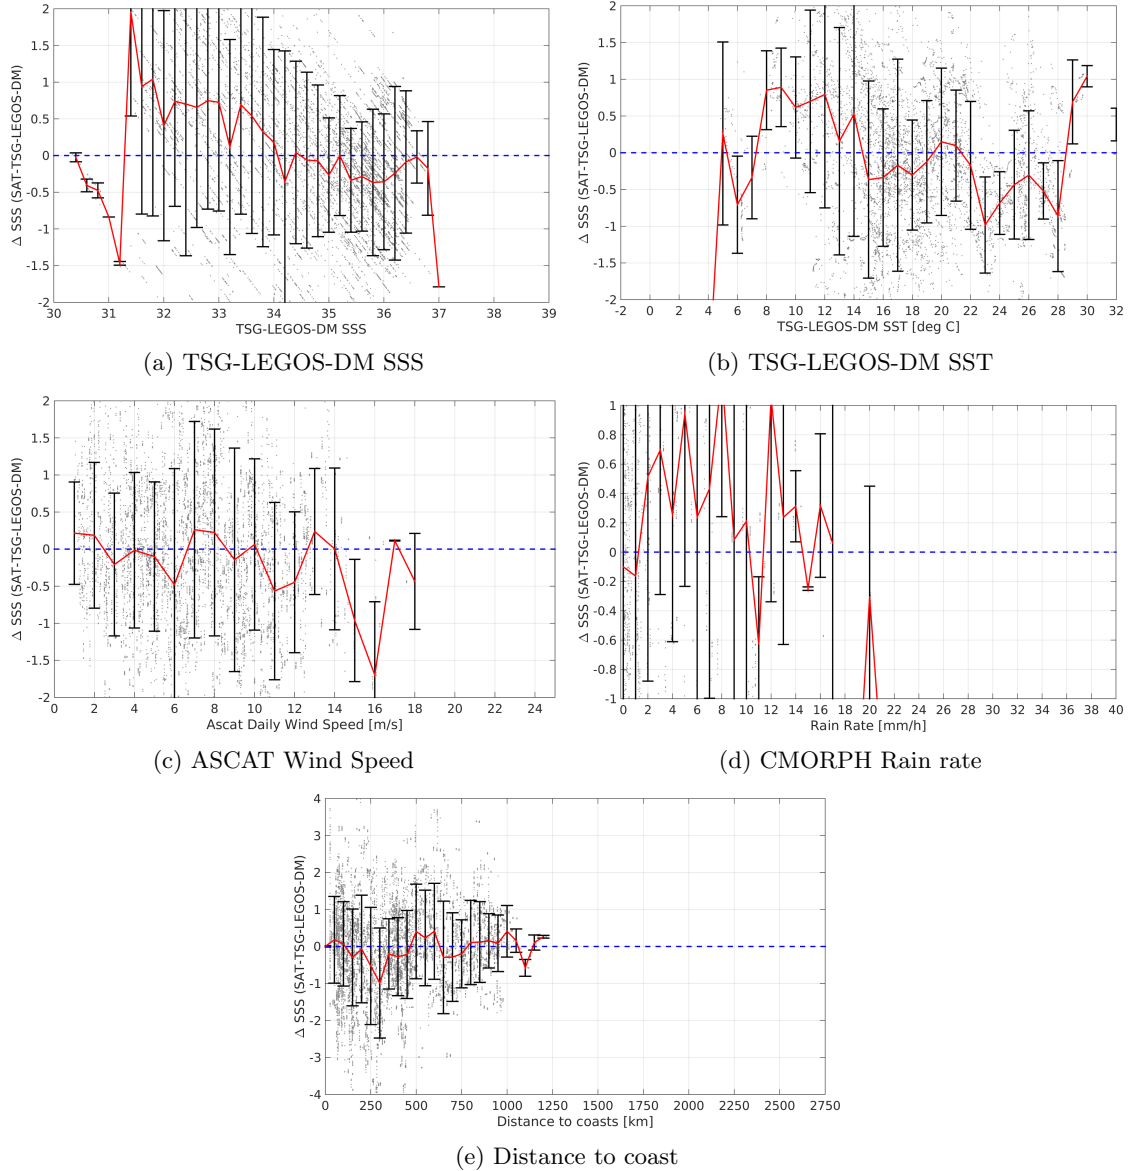 2
1.5
1
0.5
0
-0.5
-1
-1.5
-2
Δ SSS (SAT-TSG-LEGOS-DM)
30 31 32 33 34 35 36 37 38 39
TSG-LEGOS-DM SSS
(a) TSG-LEGOS-DM SSS
2
1.5
1
0.5
0
-0.5
-1
-1.5
-2
Δ SSS (SAT-TSG-LEGOS-DM)
-2 0 2 4 6 8 10 12 14 16 18 20 22 24 26 28 30 32
TSG-LEGOS-DM SST [deg C]
(b) TSG-LEGOS-DM SST
2
1.5
1
0.5
0
-0.5
-1
-1.5
-2
Δ SSS (SAT-TSG-LEGOS-DM)
0 2 4 6 8 10 12 14 16 18 20 22 24
Ascat Daily Wind Speed [m/s]
(c) ASCAT Wind Speed
1
0.8
0.6
0.4
0.2
0
-0.2
-0.4
-0.6
-0.8
-1
Δ SSS (SAT-TSG-LEGOS-DM)
0 2 4 6 8 10 12 14 16 18 20 22 24 26 28 30 32 34 36 38 40
Rain Rate [mm/h]
(d) CMORPH Rain rate
4
3
2
1
0
-1
-2
-3
-4
Δ SSS (SAT-TSG-LEGOS-DM)
0 250 500 750 1000 1250 1500 1750 2000 2250 2500 2750
Distance to coasts [km]
(e) Distance to coast